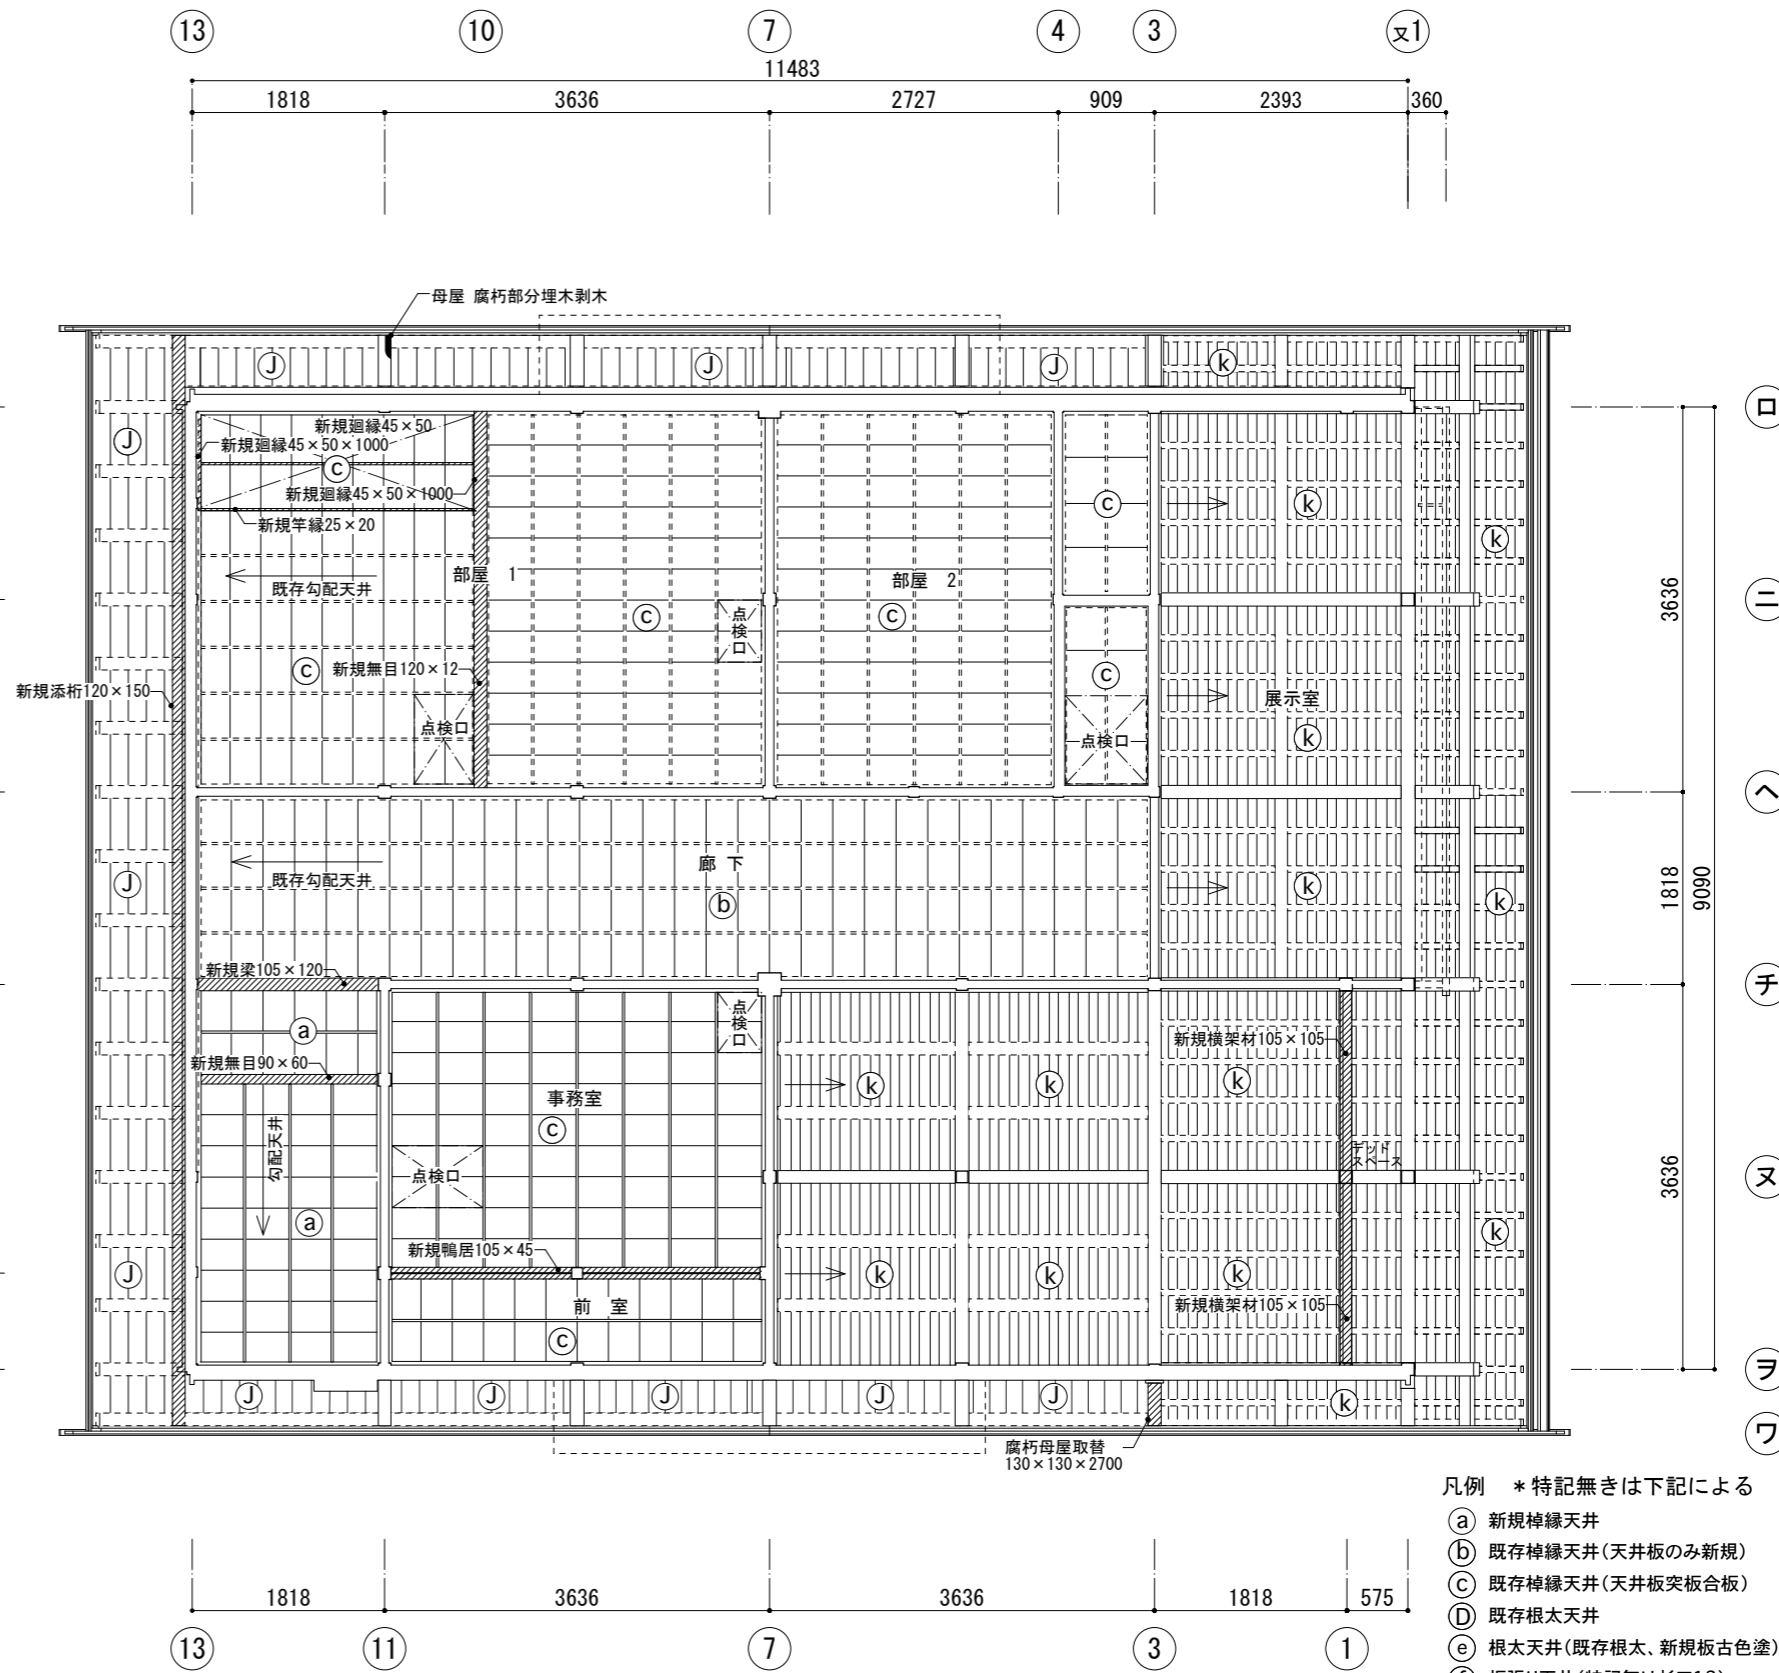 13 10 7 4 3 又1
11483
1818 3636 2727 909 2393 360
母屋 腐朽部分埋木剥木
J J J k
ロ
新規廻縁45×50
J 新規廻縁45×50×1000
c
新規廻縁45×50×1000
c k
新規竿縁25×20
k
部屋 1 部屋 2
既存勾配天井
ニ
3636
c 点検口 c
c 新規無目120×12
c
新規添桁120×150
展示室
点検口 点検口 k
ヘ
廊 下
既存勾配天井
J b k k
1818
9090
新規梁105×120
チ
a 点検口
新規横架材105×105
新規無目90×60
k k k
事務室
c
勾配天井
デッド
スペース
点検口
ヌ
3636
a k
新規鴨居105×45
J k k k
前 室
新規横架材105×105
c
ヲ
J J J J J k
ワ
腐朽母屋取替
130×130×2700
凡例 *特記無きは下記による
a 新規棹縁天井
b 既存棹縁天井(天井板のみ新規)
c 既存棹縁天井(天井板突板合板)
D 既存根太天井
e 根太天井(既存根太、新規板古色塗)
1818 3636 3636 1818 575
13 11 7 3 1